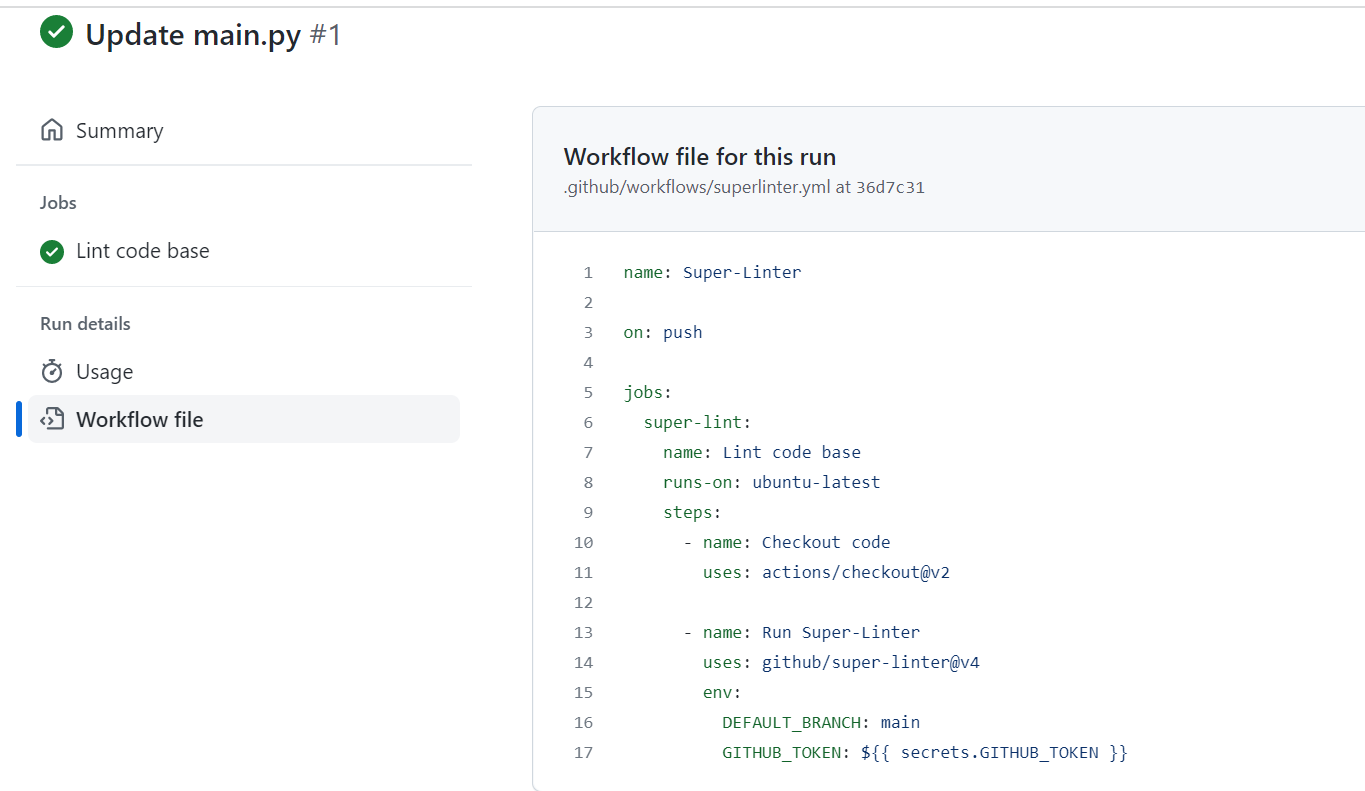 Update main.py #1
Summary
Jobs
Lint code base
Run details
Usage
Workflow file
Workflow file for this run
.github/workflows/superlinter.yml at 36d7c31
1 name: Super-Linter
2
3 on: push
4
5 jobs:
6   super-lint:
7     name: Lint code base
8     runs-on: ubuntu-latest
9     steps:
10       - name: Checkout code
11         uses: actions/checkout@v2
12
13       - name: Run Super-Linter
14         uses: github/super-linter@v4
15         env:
16           DEFAULT_BRANCH: main
17           GITHUB_TOKEN: ${{ secrets.GITHUB_TOKEN }}